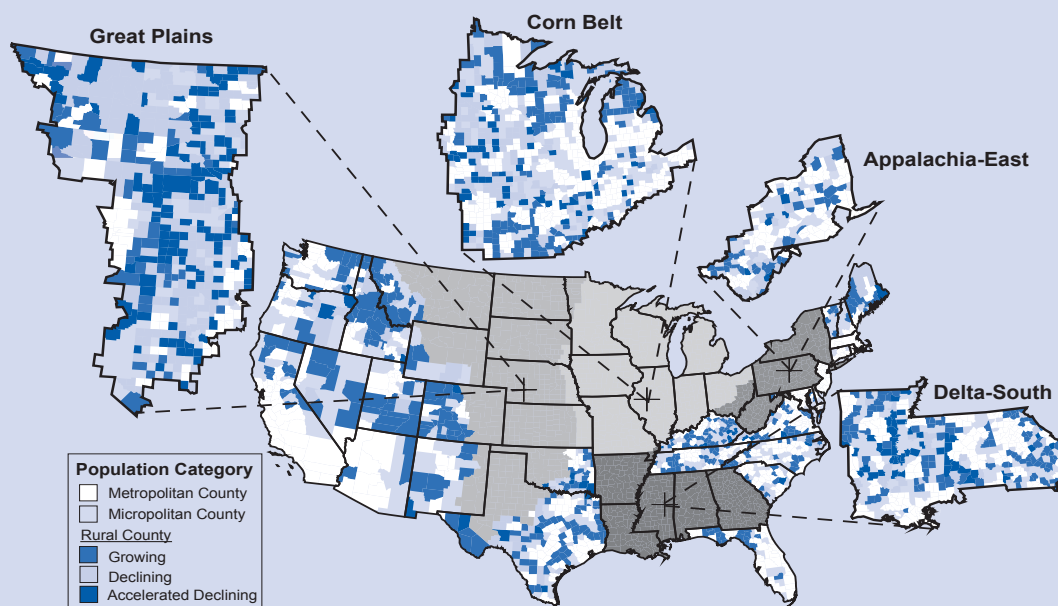 Great Plains
Corn Belt
Appalachia-East
Delta-South
Population Category
Metropolitan County
Micropolitan County
Rural County
Growing
Declining
Accelerated Declining